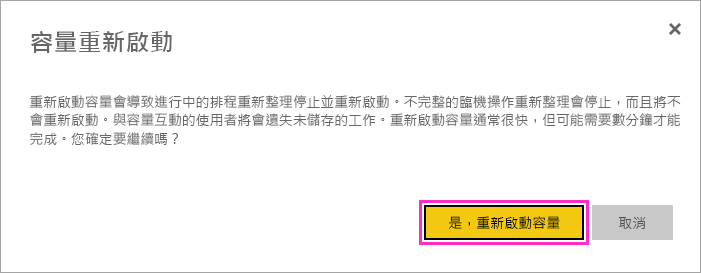 容量重新啟動
重新啟動容量會導致進行中的排程重新整理停止並重新啟動。不完整的臨機操作重新整理會停止，而且將不
會重新啟動。與容量互動的使用者將會遺失未儲存的工作。重新啟動容量通常很快，但可能需要數分鐘才能
完成。您確定要繼續嗎？
是，重新啟動容量
取消